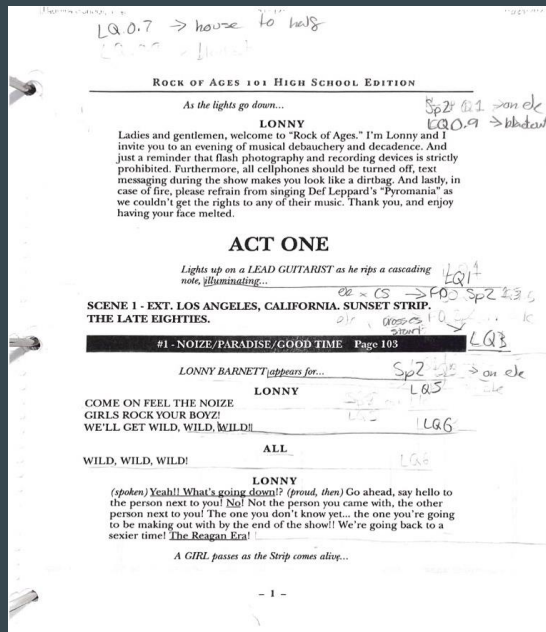 LQ 0.7 → house to half
ROCK OF AGES 101 HIGH SCHOOL EDITION
As the lights go down...
LQ0.9 → blackout
LONNY
Ladies and gentlemen, welcome to "Rock of Ages." I'm Lonny and I
invite you to an evening of musical debauchery and decadence. And
just a reminder that flash photography and recording devices is strictly
prohibited. Furthermore, all cellphones should be turned off, text
messaging during the show makes you look like a dirtbag. And lastly, in
case of fire, please refrain from singing Def Leppard's "Pyromania" as
we couldn't get the rights to any of their music. Thank you, and enjoy
having your face melted.
ACT ONE
Lights up on a LEAD GUITARIST as he rips a cascading
note, illuminating...
LQ1
SCENE 1 - EXT. LOS ANGELES, CALIFORNIA. SUNSET STRIP.
THE LATE EIGHTIES.
#1 - NOIZE/PARADISE/GOOD TIME Page 103
LQ3
LONNY BARNETT appears for...
Sp2 → on ele
LONNY
LQ5
COME ON FEEL THE NOIZE
GIRLS ROCK YOUR BOYZ!
WE'LL GET WILD, WILD, WILD!!
LQ6
ALL
WILD, WILD, WILD!
LONNY
(spoken) Yeah!! What's going down!? (proud, then) Go ahead, say hello to
the person next to you! No! Not the person you came with, the other
person next to you! The one you don't know yet... the one you're going
to be making out with by the end of the show!! We're going back to a
sexier time! The Reagan Era!
A GIRL passes as the Strip comes alive...
– 1 –